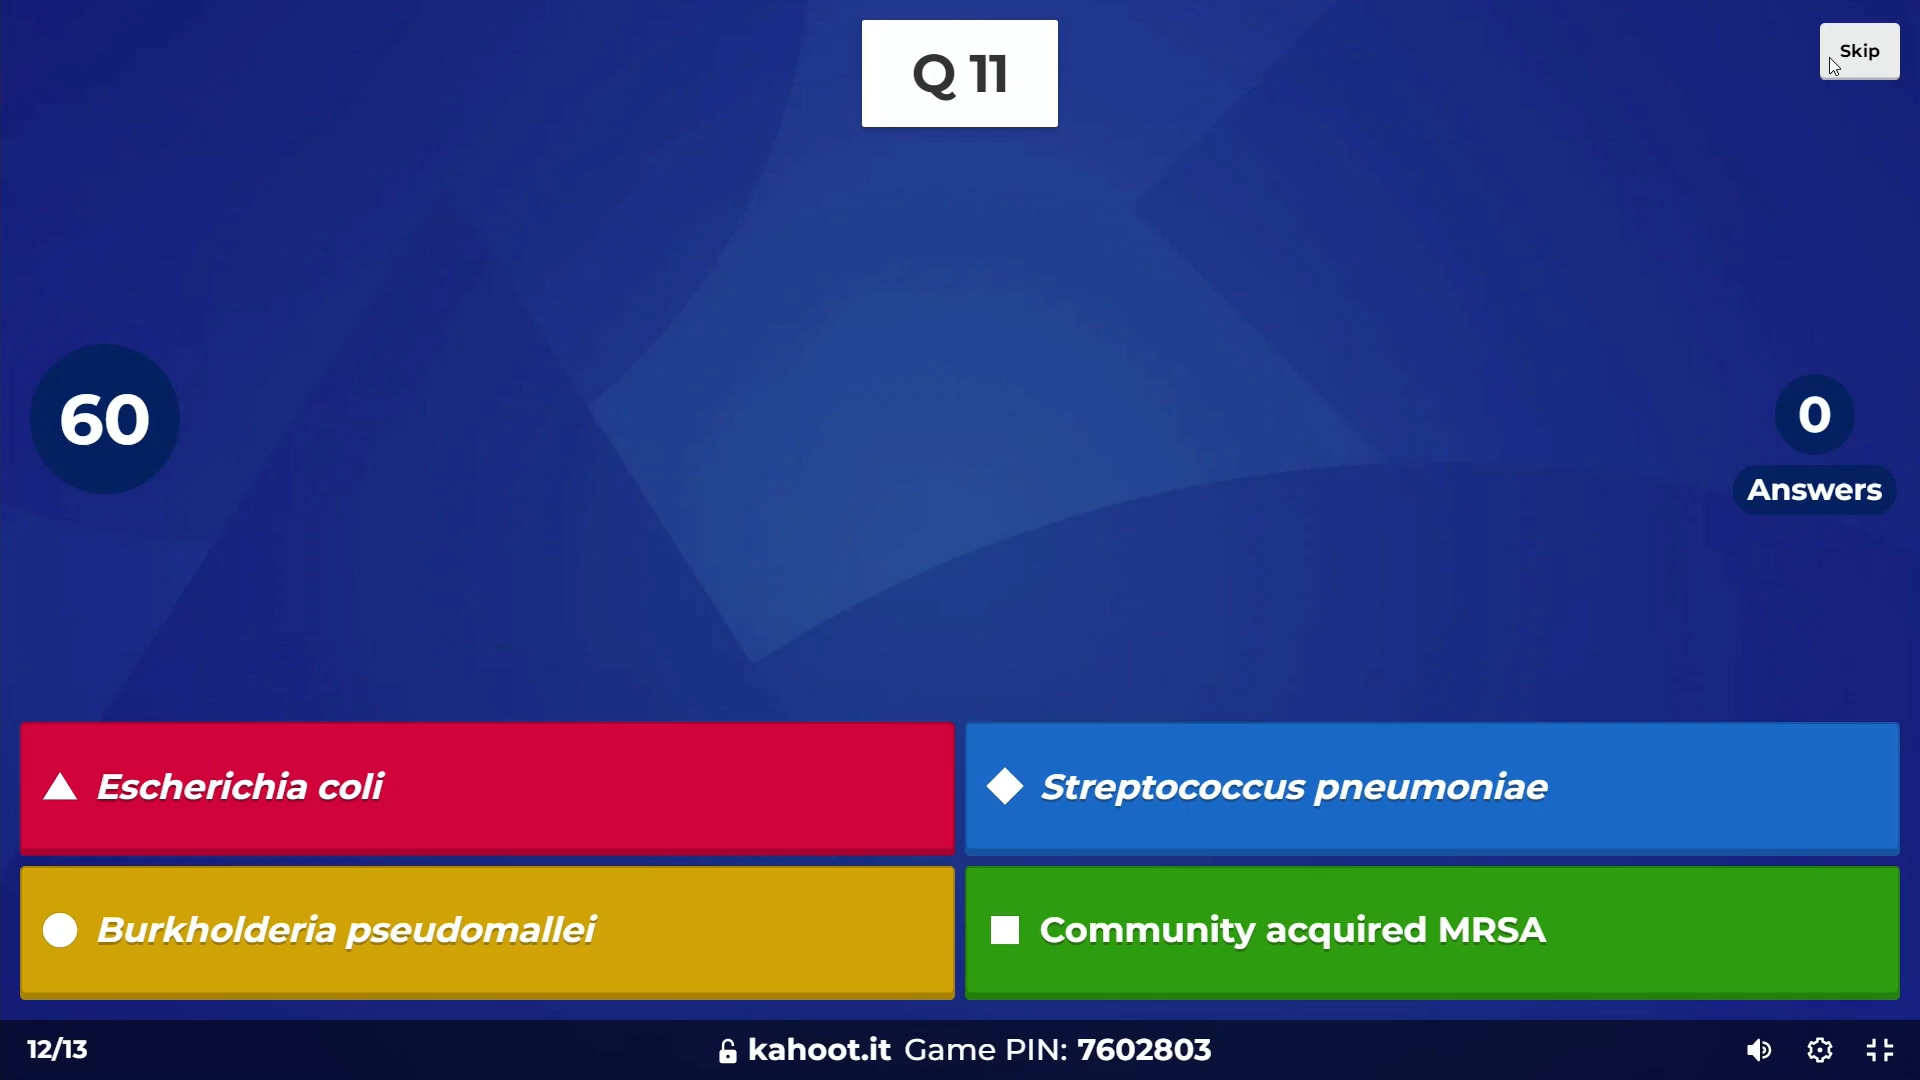 Q 11
Skip
60
0
Answers
Escherichia coli
Streptococcus pneumoniae
Burkholderia pseudomallei
Community acquired MRSA
12/13
kahoot.it Game PIN: 7602803